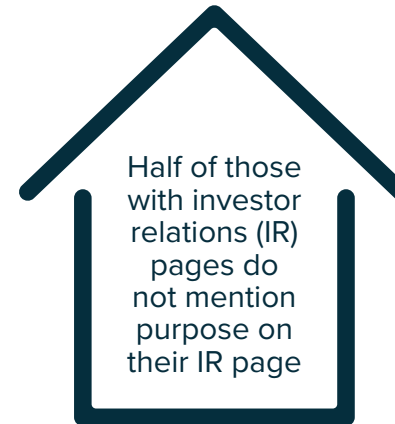 Half of those
with investor
relations (IR)
pages do
not mention
purpose on
their IR page